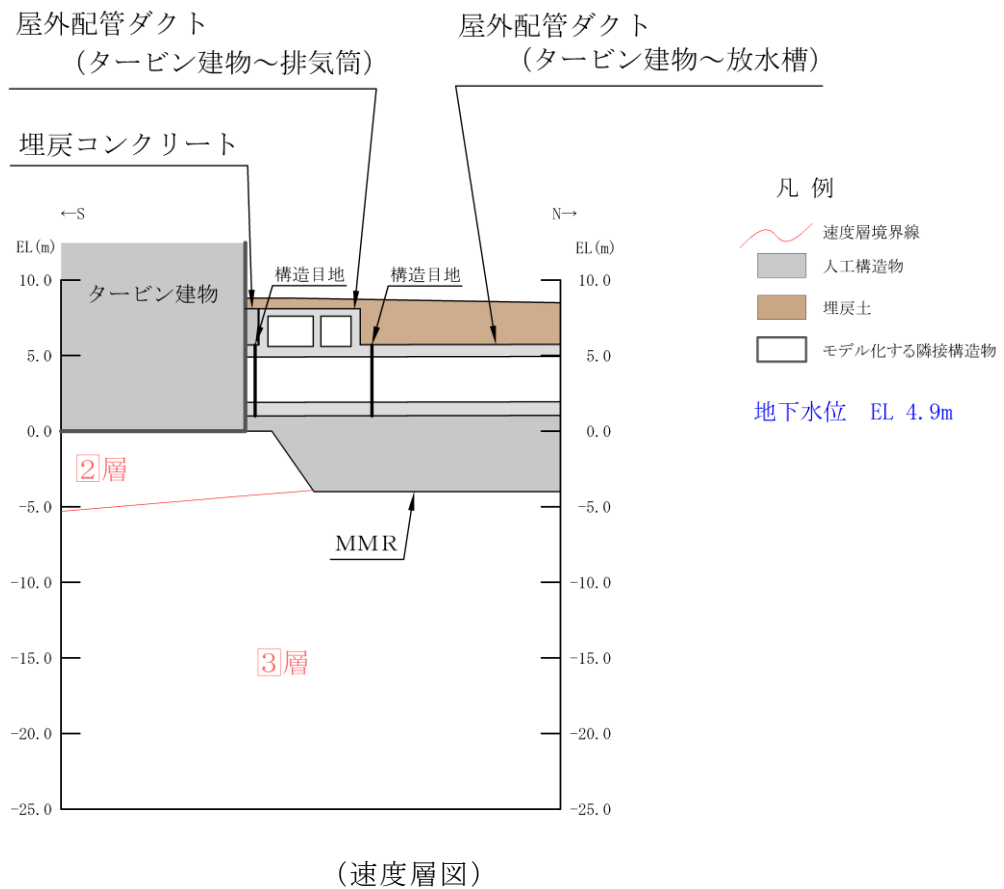 屋外配管ダクト
（タービン建物～排気筒）
屋外配管ダクト
（タービン建物～放水槽）
埋戻コンクリート
凡 例
←S
N→
速度層境界線
EL(m)
EL(m)
人工構造物
構造目地
構造目地
10.0
10.0
タービン建物
埋戻土
5.0
5.0
モデル化する隣接構造物
地下水位 EL 4.9m
0.0
0.0
2層
-5.0
-5.0
MMR
-10.0
-10.0
3層
-15.0
-15.0
-20.0
-20.0
-25.0
-25.0
（速度層図）